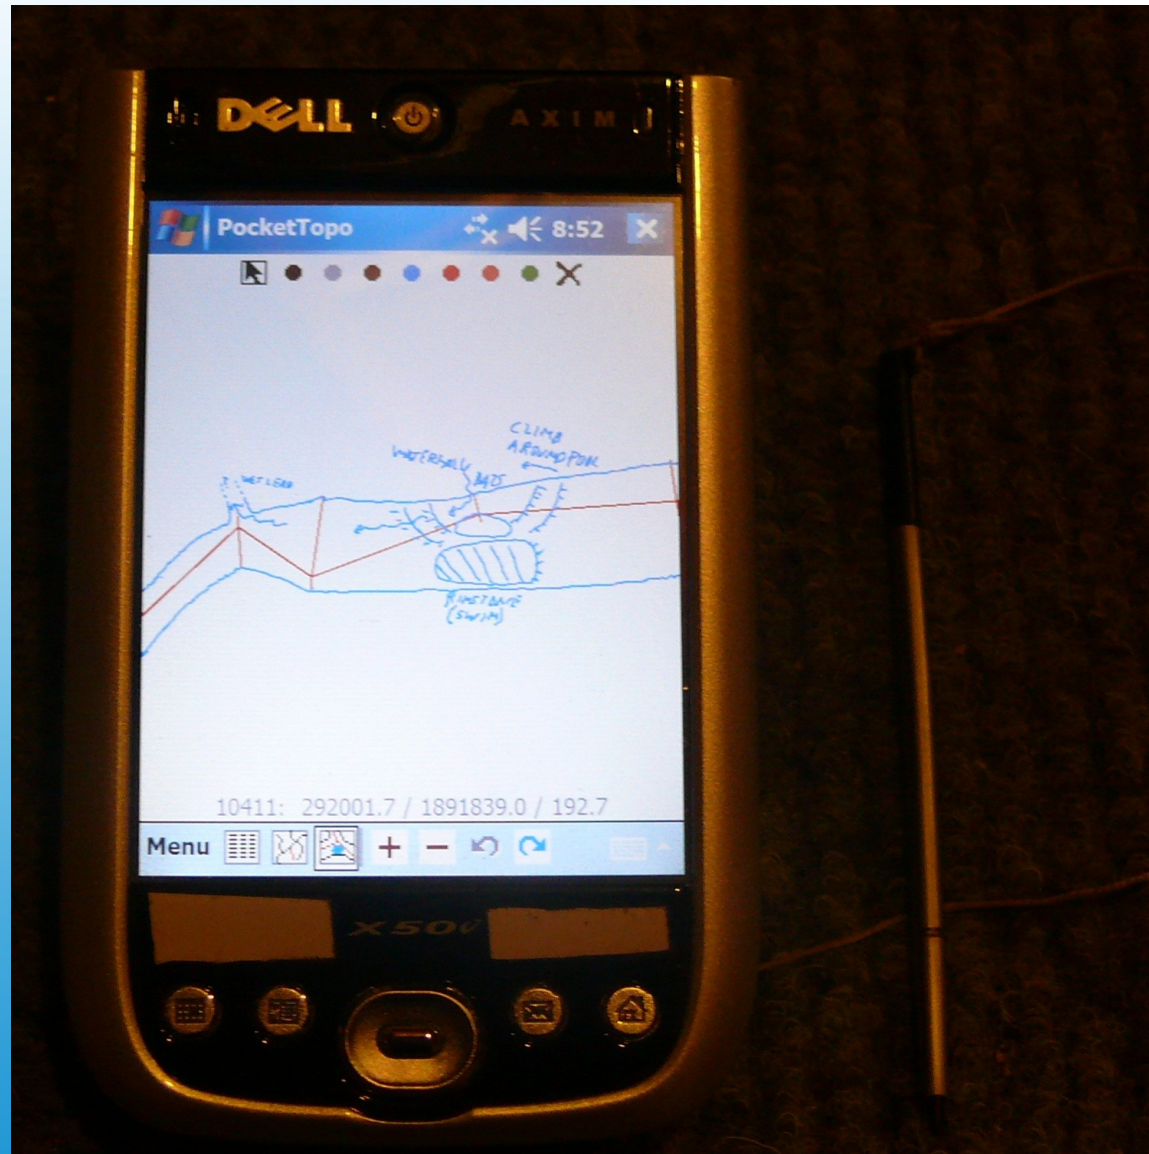 DELL
AXIM
PocketTopo 8:52
CLIMB
AROUND POOL
WATERFALL
BATS
? WET LEAD
RIMSTONE
(SWIM)
10411: 292001.7 / 1891839.0 / 192.7
Menu
X50v